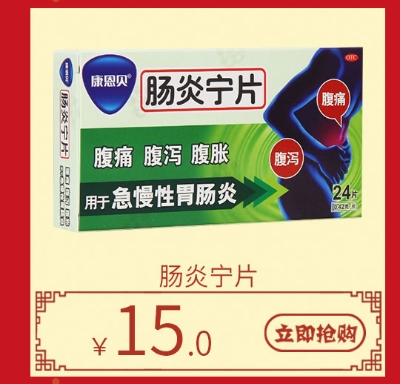 康恩贝®
肠炎宁片
OTC
腹痛
腹痛 腹泻 腹胀
腹泻
用于急慢性胃肠炎
24片
肠炎宁片
肠炎宁片
¥15.0
立即抢购